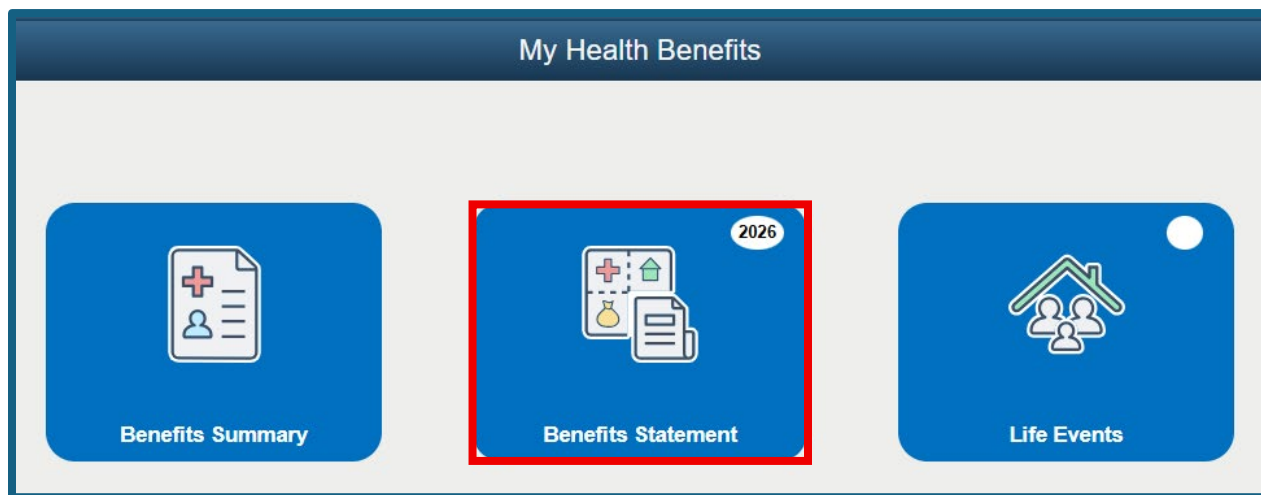 My Health Benefits
2026
Benefits Summary
Benefits Statement
Life Events